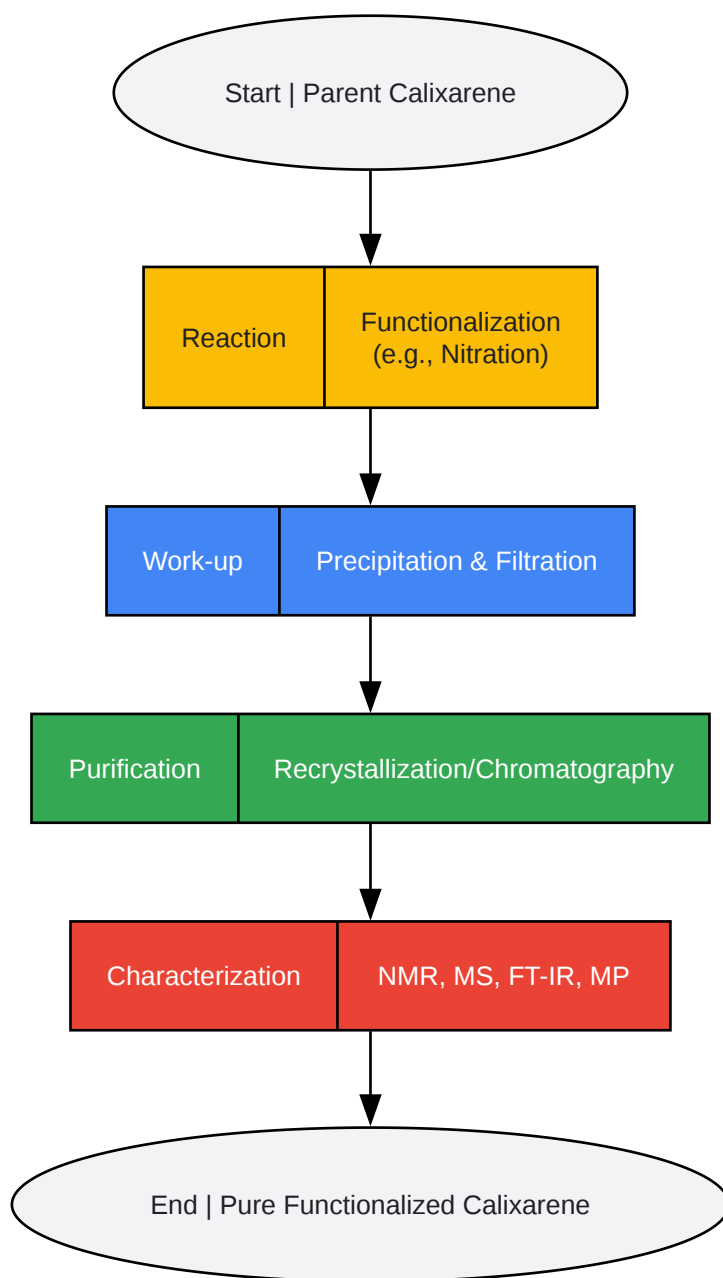 Start | Parent Calixarene
Reaction
Functionalization
(e.g., Nitration)
Work-up
Precipitation & Filtration
Purification
Recrystallization/Chromatography
Characterization
NMR, MS, FT-IR, MP
End | Pure Functionalized Calixarene